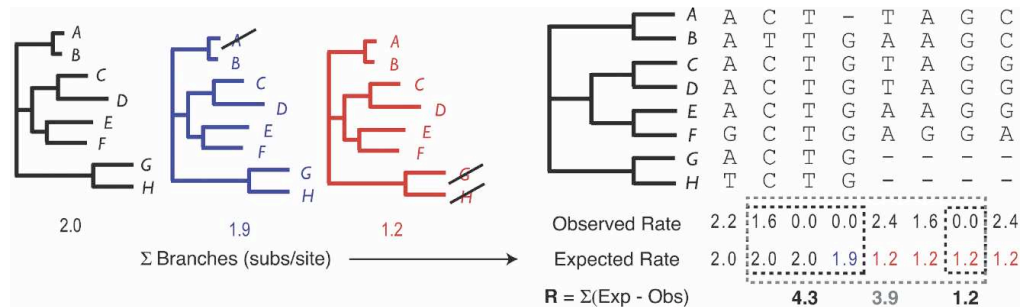 A
B
C
D
E
F
G
H
2.0
A
B
C
D
E
F
G
H
1.9
A
B
C
D
E
F
G
H
1.2
Σ Branches (subs/site)
A A C T - T A G C
B A T T G A A G C
C A C T G T A G G
D A C T G T A G G
E A C T G A A G G
F G C T G A G G A
G A C T G - - - -
H T C T G - - - -
Observed Rate 2.2 1.6 0.0 0.0 2.4 1.6 0.0 2.4
Expected Rate 2.0 2.0 2.0 1.9 1.2 1.2 1.2 1.2
R = Σ(Exp - Obs) 4.3 3.9 1.2